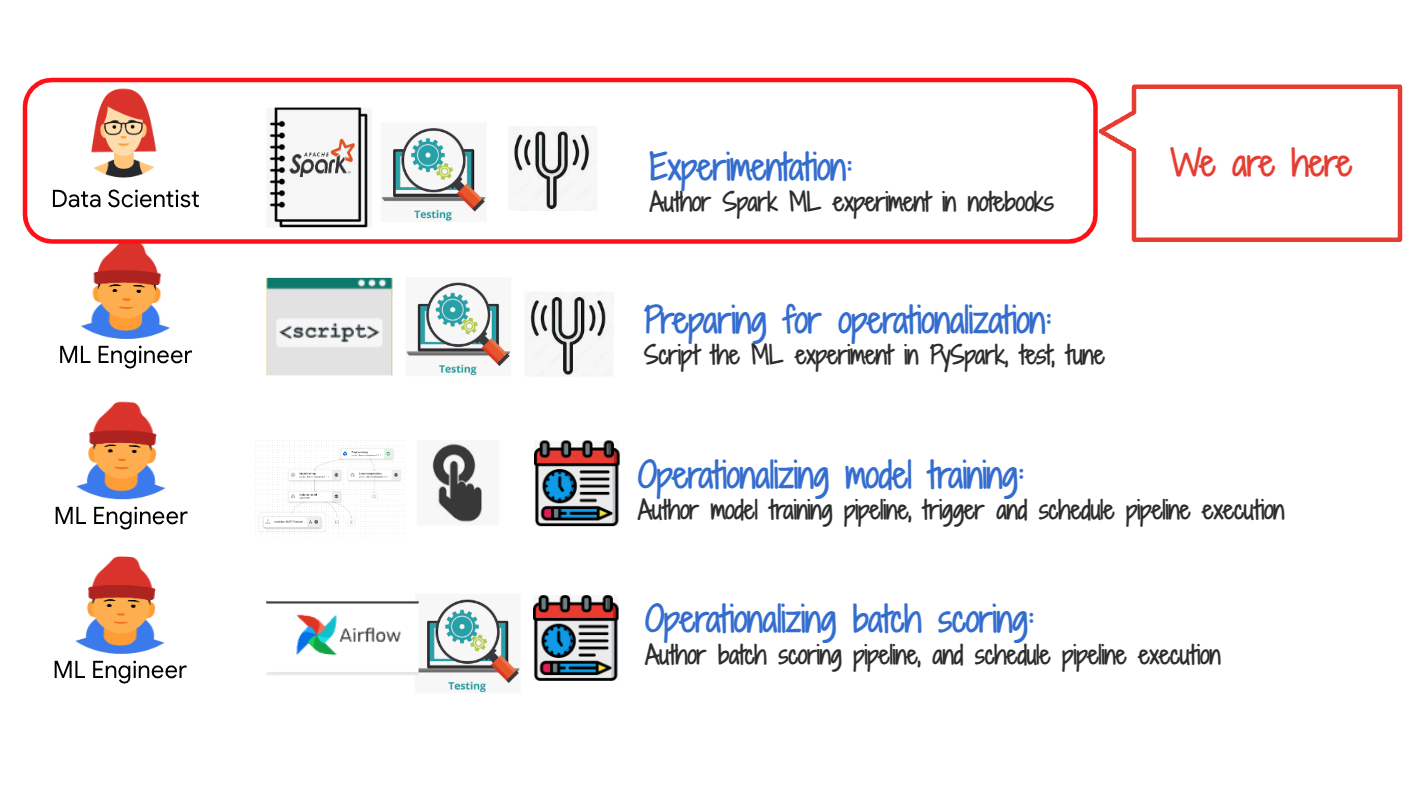 APACHE
Spark
Testing
Data Scientist
Experimentation:
Author Spark ML experiment in notebooks
We are here
<script>
Testing
ML Engineer
Preparing for operationalization:
Script the ML experiment in PySpark, test, tune
ML Engineer
Operationalizing model training:
Author model training pipeline, trigger and schedule pipeline execution
Airflow
Testing
ML Engineer
Operationalizing batch scoring:
Author batch scoring pipeline, and schedule pipeline execution